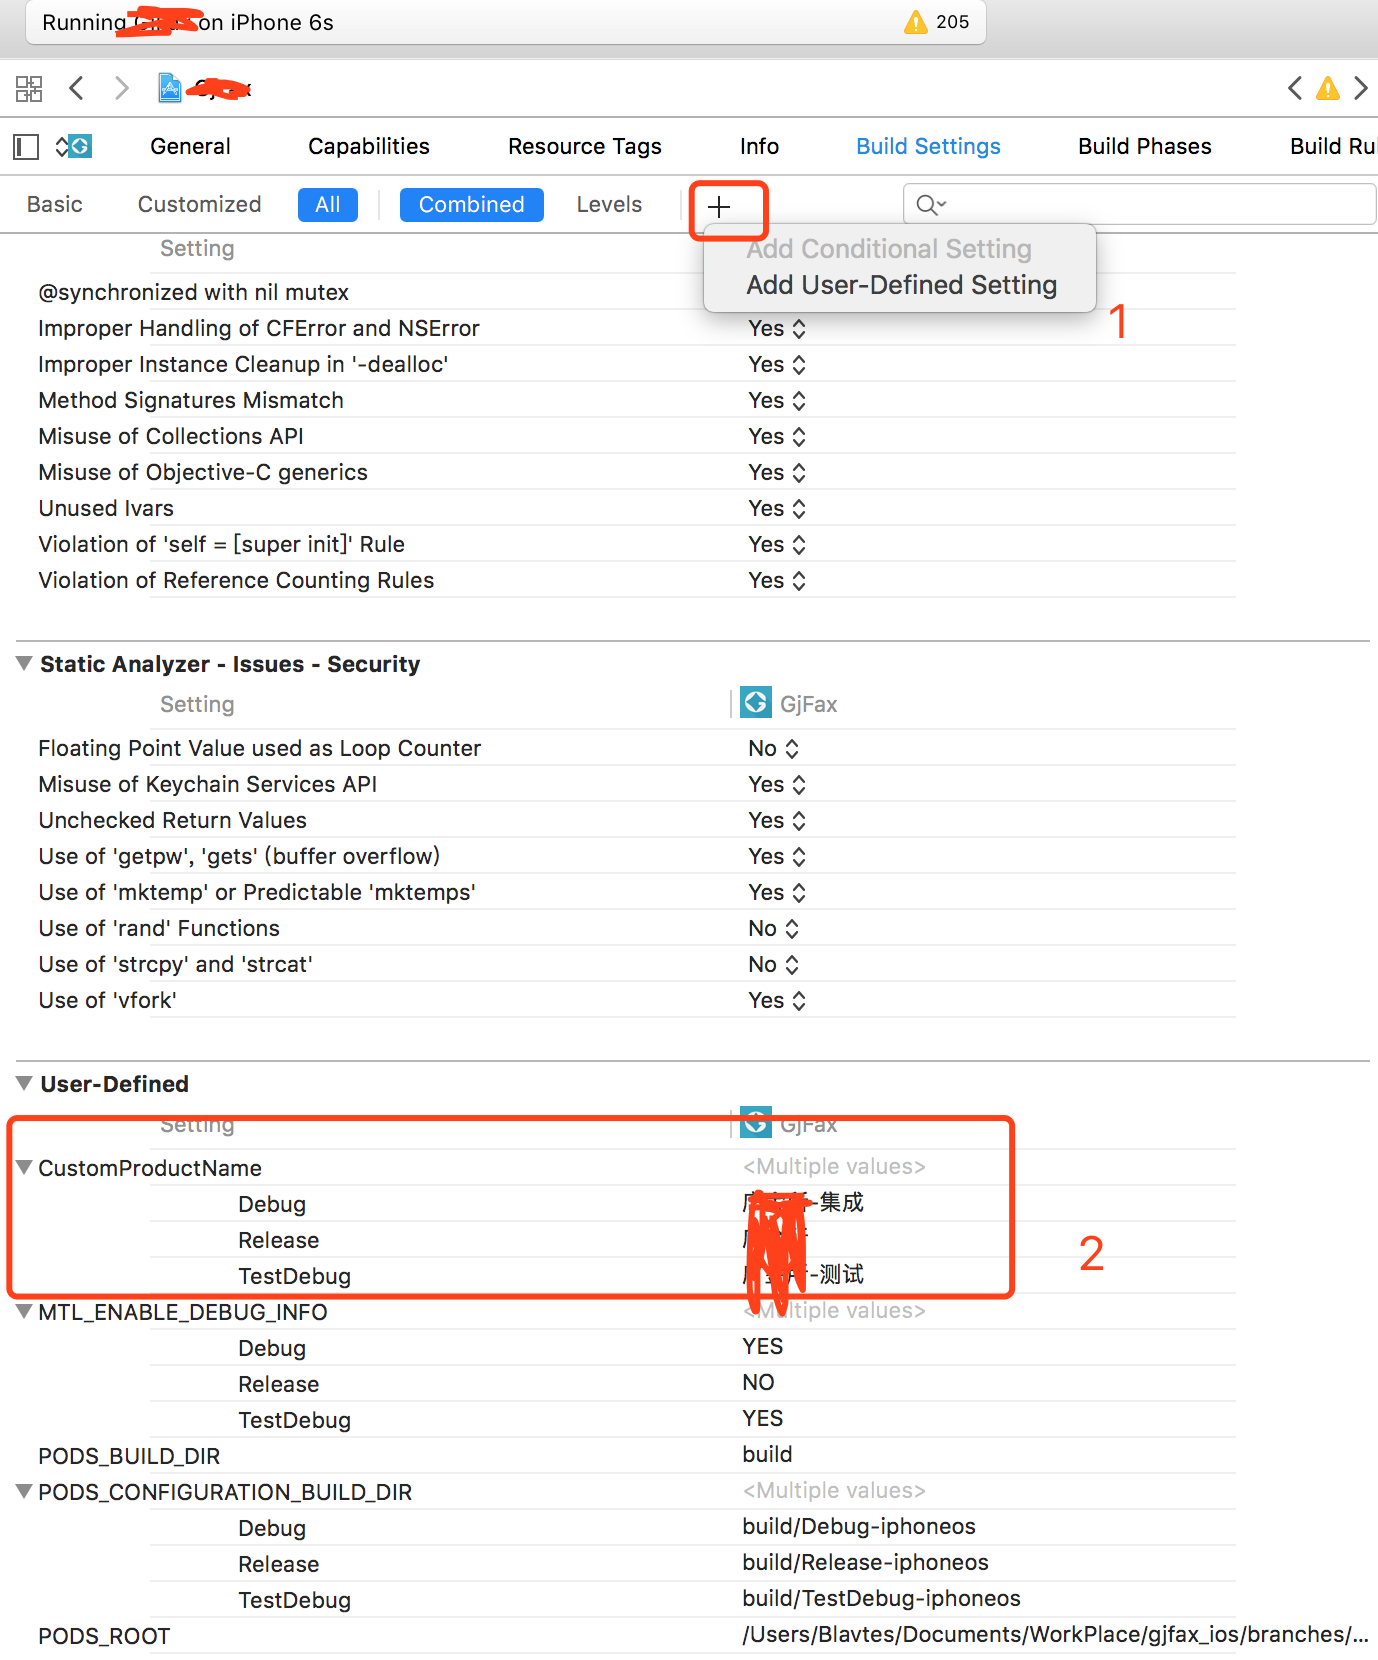 Running on iPhone 6s 205
General Capabilities Resource Tags Info Build Settings Build Phases Build Ru
Basic Customized All Combined Levels
Add Conditional Setting
Setting
Add User-Defined Setting
@synchronized with nil mutex
1
Improper Handling of CFError and NSError Yes
Improper Instance Cleanup in '-dealloc' Yes
Method Signatures Mismatch Yes
Misuse of Collections API Yes
Misuse of Objective-C generics Yes
Unused Ivars Yes
Violation of 'self = [super init]' Rule Yes
Violation of Reference Counting Rules Yes
Static Analyzer - Issues - Security
Setting GjFax
Floating Point Value used as Loop Counter No
Misuse of Keychain Services API Yes
Unchecked Return Values Yes
Use of 'getpw', 'gets' (buffer overflow) Yes
Use of 'mktemp' or Predictable 'mktemps' Yes
Use of 'rand' Functions No
Use of 'strcpy' and 'strcat' No
Use of 'vfork' Yes
User-Defined
Setting GjFax
CustomProductName <Multiple values>
Debug -集成
Release
2
TestDebug -测试
MTL_ENABLE_DEBUG_INFO <Multiple values>
Debug YES
Release NO
TestDebug YES
PODS_BUILD_DIR build
PODS_CONFIGURATION_BUILD_DIR <Multiple values>
Debug build/Debug-iphoneos
Release build/Release-iphoneos
TestDebug build/TestDebug-iphoneos
PODS_ROOT /Users/Blavtes/Documents/WorkPlace/gjfax_ios/branches/...